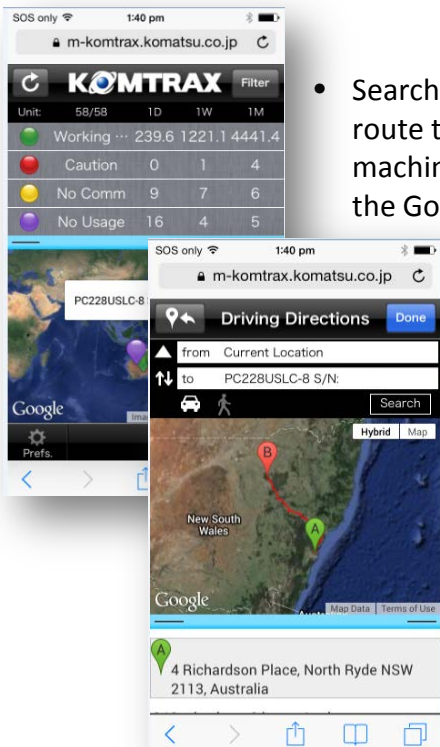 SOS only 1:40 pm
m-komtrax.komatsu.co.jp
KOMTRAX Filter
Unit: 58/58 1D 1W 1M
Working ... 239.6 1221.1 4441.4
Caution 0 1 4
No Comm 9 7 6
No Usage 16 4 5
PC228USLC-8
Google
Prefs.
• Search
route t
machin
the Go
SOS only 1:40 pm
m-komtrax.komatsu.co.jp
Driving Directions Done
from Current Location
to PC228USLC-8 S/N:
Search
Hybrid Map
B
New South
Wales
A
Google
Map Data Terms of Use
A
4 Richardson Place, North Ryde NSW
2113, Australia